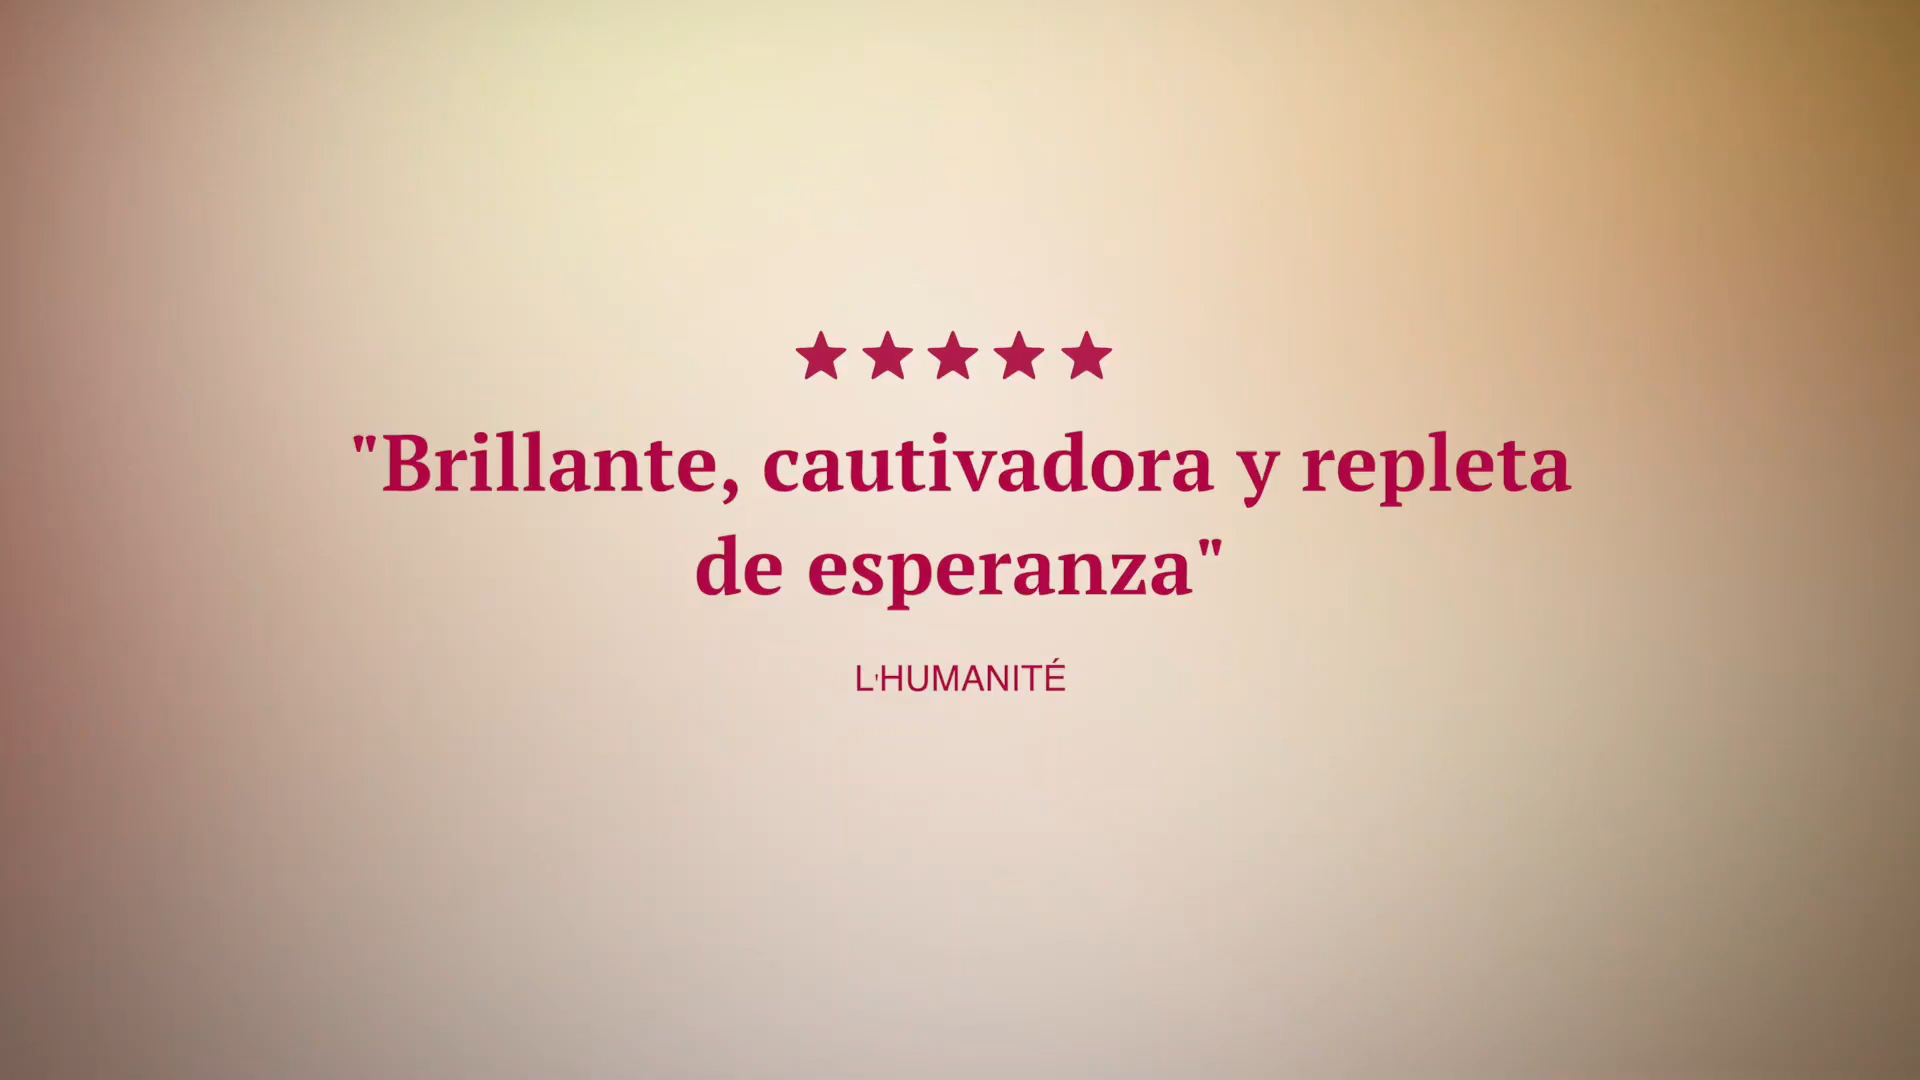 ★★★★★
"Brillante, cautivadora y repleta
de esperanza"
L'HUMANITÉ